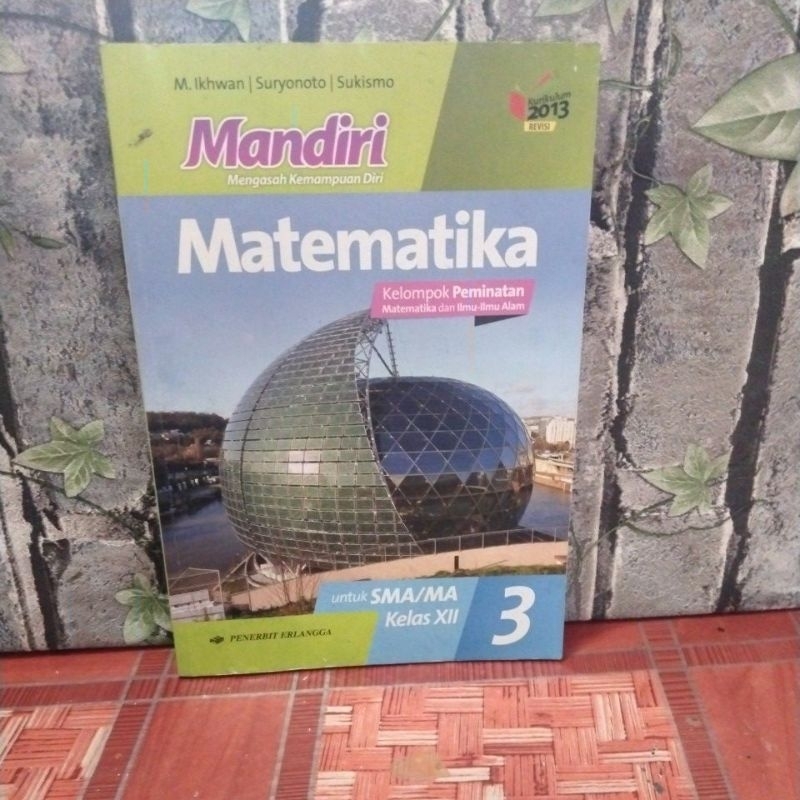 M. Ikhwan | Suryonoto | Sukismo
Kurikulum
2013
REVISI
Mandiri
Mengasah Kemampuan Diri
Matematika
Kelompok Peminatan
Matematika dan Ilmu-Ilmu Alam
untuk SMA/MA
Kelas XII
3
PENERBIT ERLANGGA